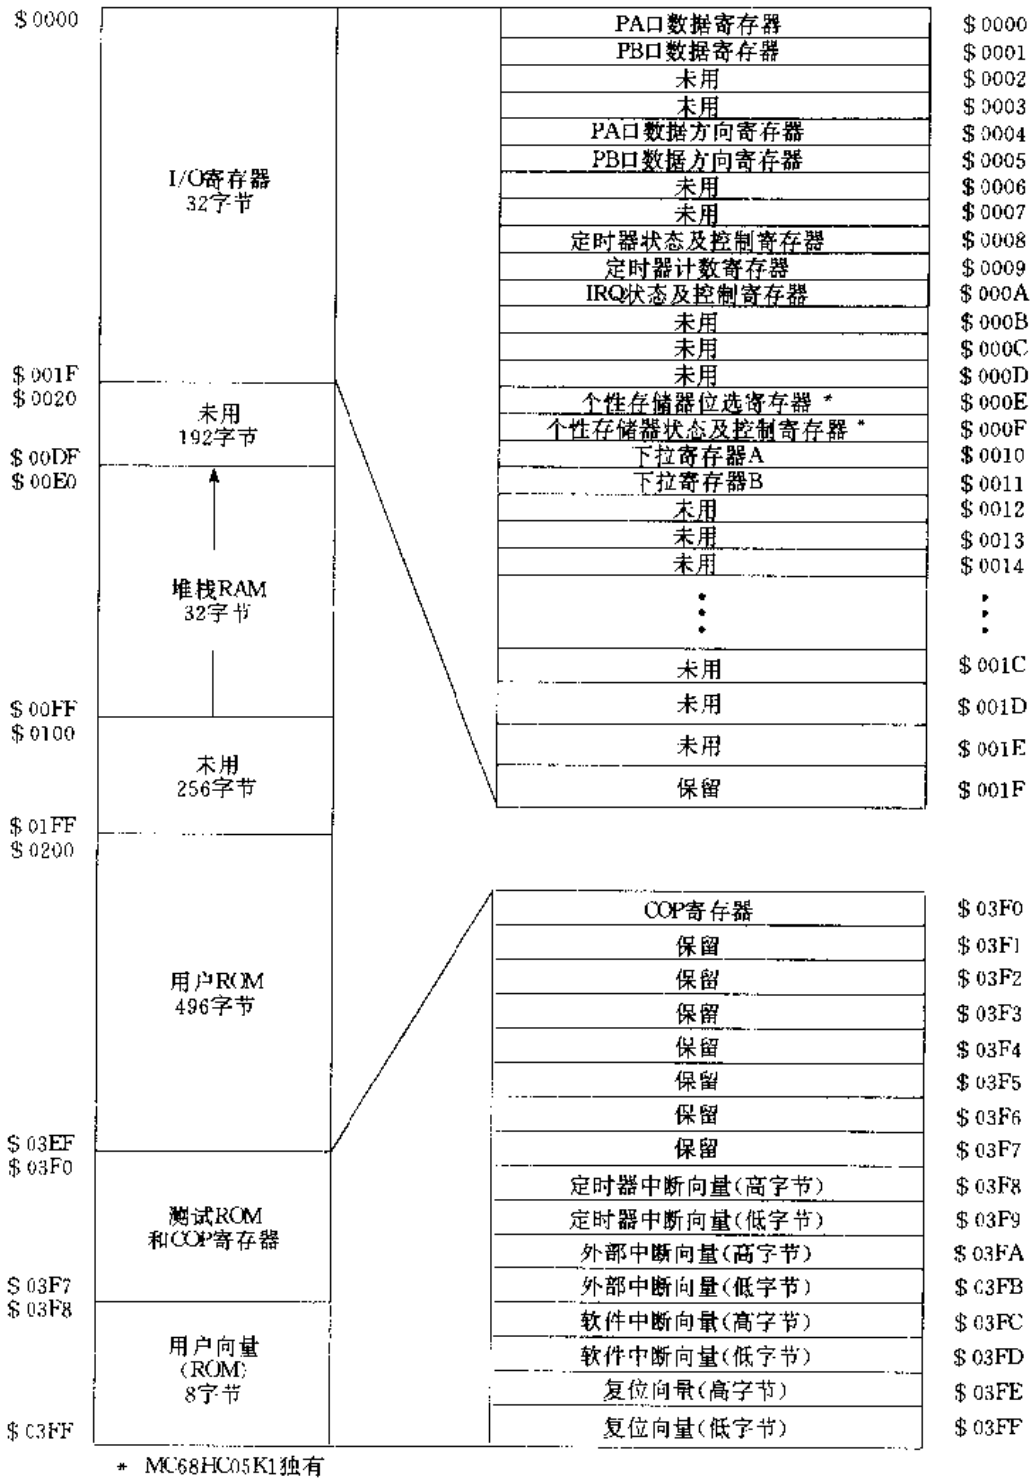 $0000
I/O寄存器
32字节
$001F
$0020
未用
192字节
$00DF
$00E0
堆栈RAM
32字节
$00FF
$0100
未用
256字节
$01FF
$0200
用户ROM
496字节
$03EF
$03F0
测试ROM
和COP寄存器
$03F7
$03F8
用户向量
(ROM)
8字节
$03FF
PA口数据寄存器 $0000
PB口数据寄存器 $0001
未用 $0002
未用 $0003
PA口数据方向寄存器 $0004
PB口数据方向寄存器 $0005
未用 $0006
未用 $0007
定时器状态及控制寄存器 $0008
定时器计数寄存器 $0009
IRQ状态及控制寄存器 $000A
未用 $000B
未用 $000C
未用 $000D
个性存储器位选寄存器 * $000E
个性存储器状态及控制寄存器 * $000F
下拉寄存器A $0010
下拉寄存器B $0011
未用 $0012
未用 $0013
未用 $0014
未用 $001C
未用 $001D
未用 $001E
保留 $001F
COP寄存器 $03F0
保留 $03F1
保留 $03F2
保留 $03F3
保留 $03F4
保留 $03F5
保留 $03F6
保留 $03F7
定时器中断向量(高字节) $03F8
定时器中断向量(低字节) $03F9
外部中断向量(高字节) $03FA
外部中断向量(低字节) $03FB
软件中断向量(高字节) $03FC
软件中断向量(低字节) $03FD
复位向量(高字节) $03FE
复位向量(低字节) $03FF
* MC68HC05K1独有